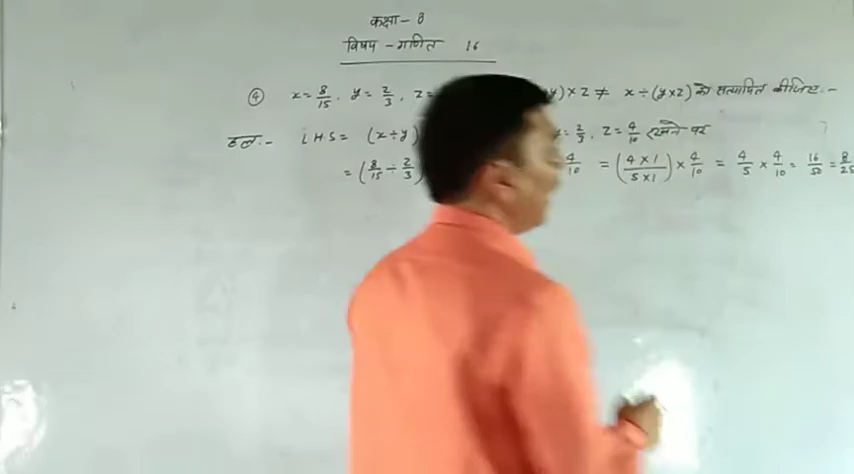 कक्षा - 8
विषय - गणित 16
④ x = 8/15, y = 2/3, z = y) × z ≠ x ÷ (y × z) को सत्यापित कीजिए:-
हल:- L.H.S = (x ÷ y) y = 2/3, z = 4/10 रखने पर
= (8/15 ÷ 2/3) 4/10 = (4 × 1 / 5 × 1) × 4/10 = 4/5 × 4/10 = 16/50 = 8/25